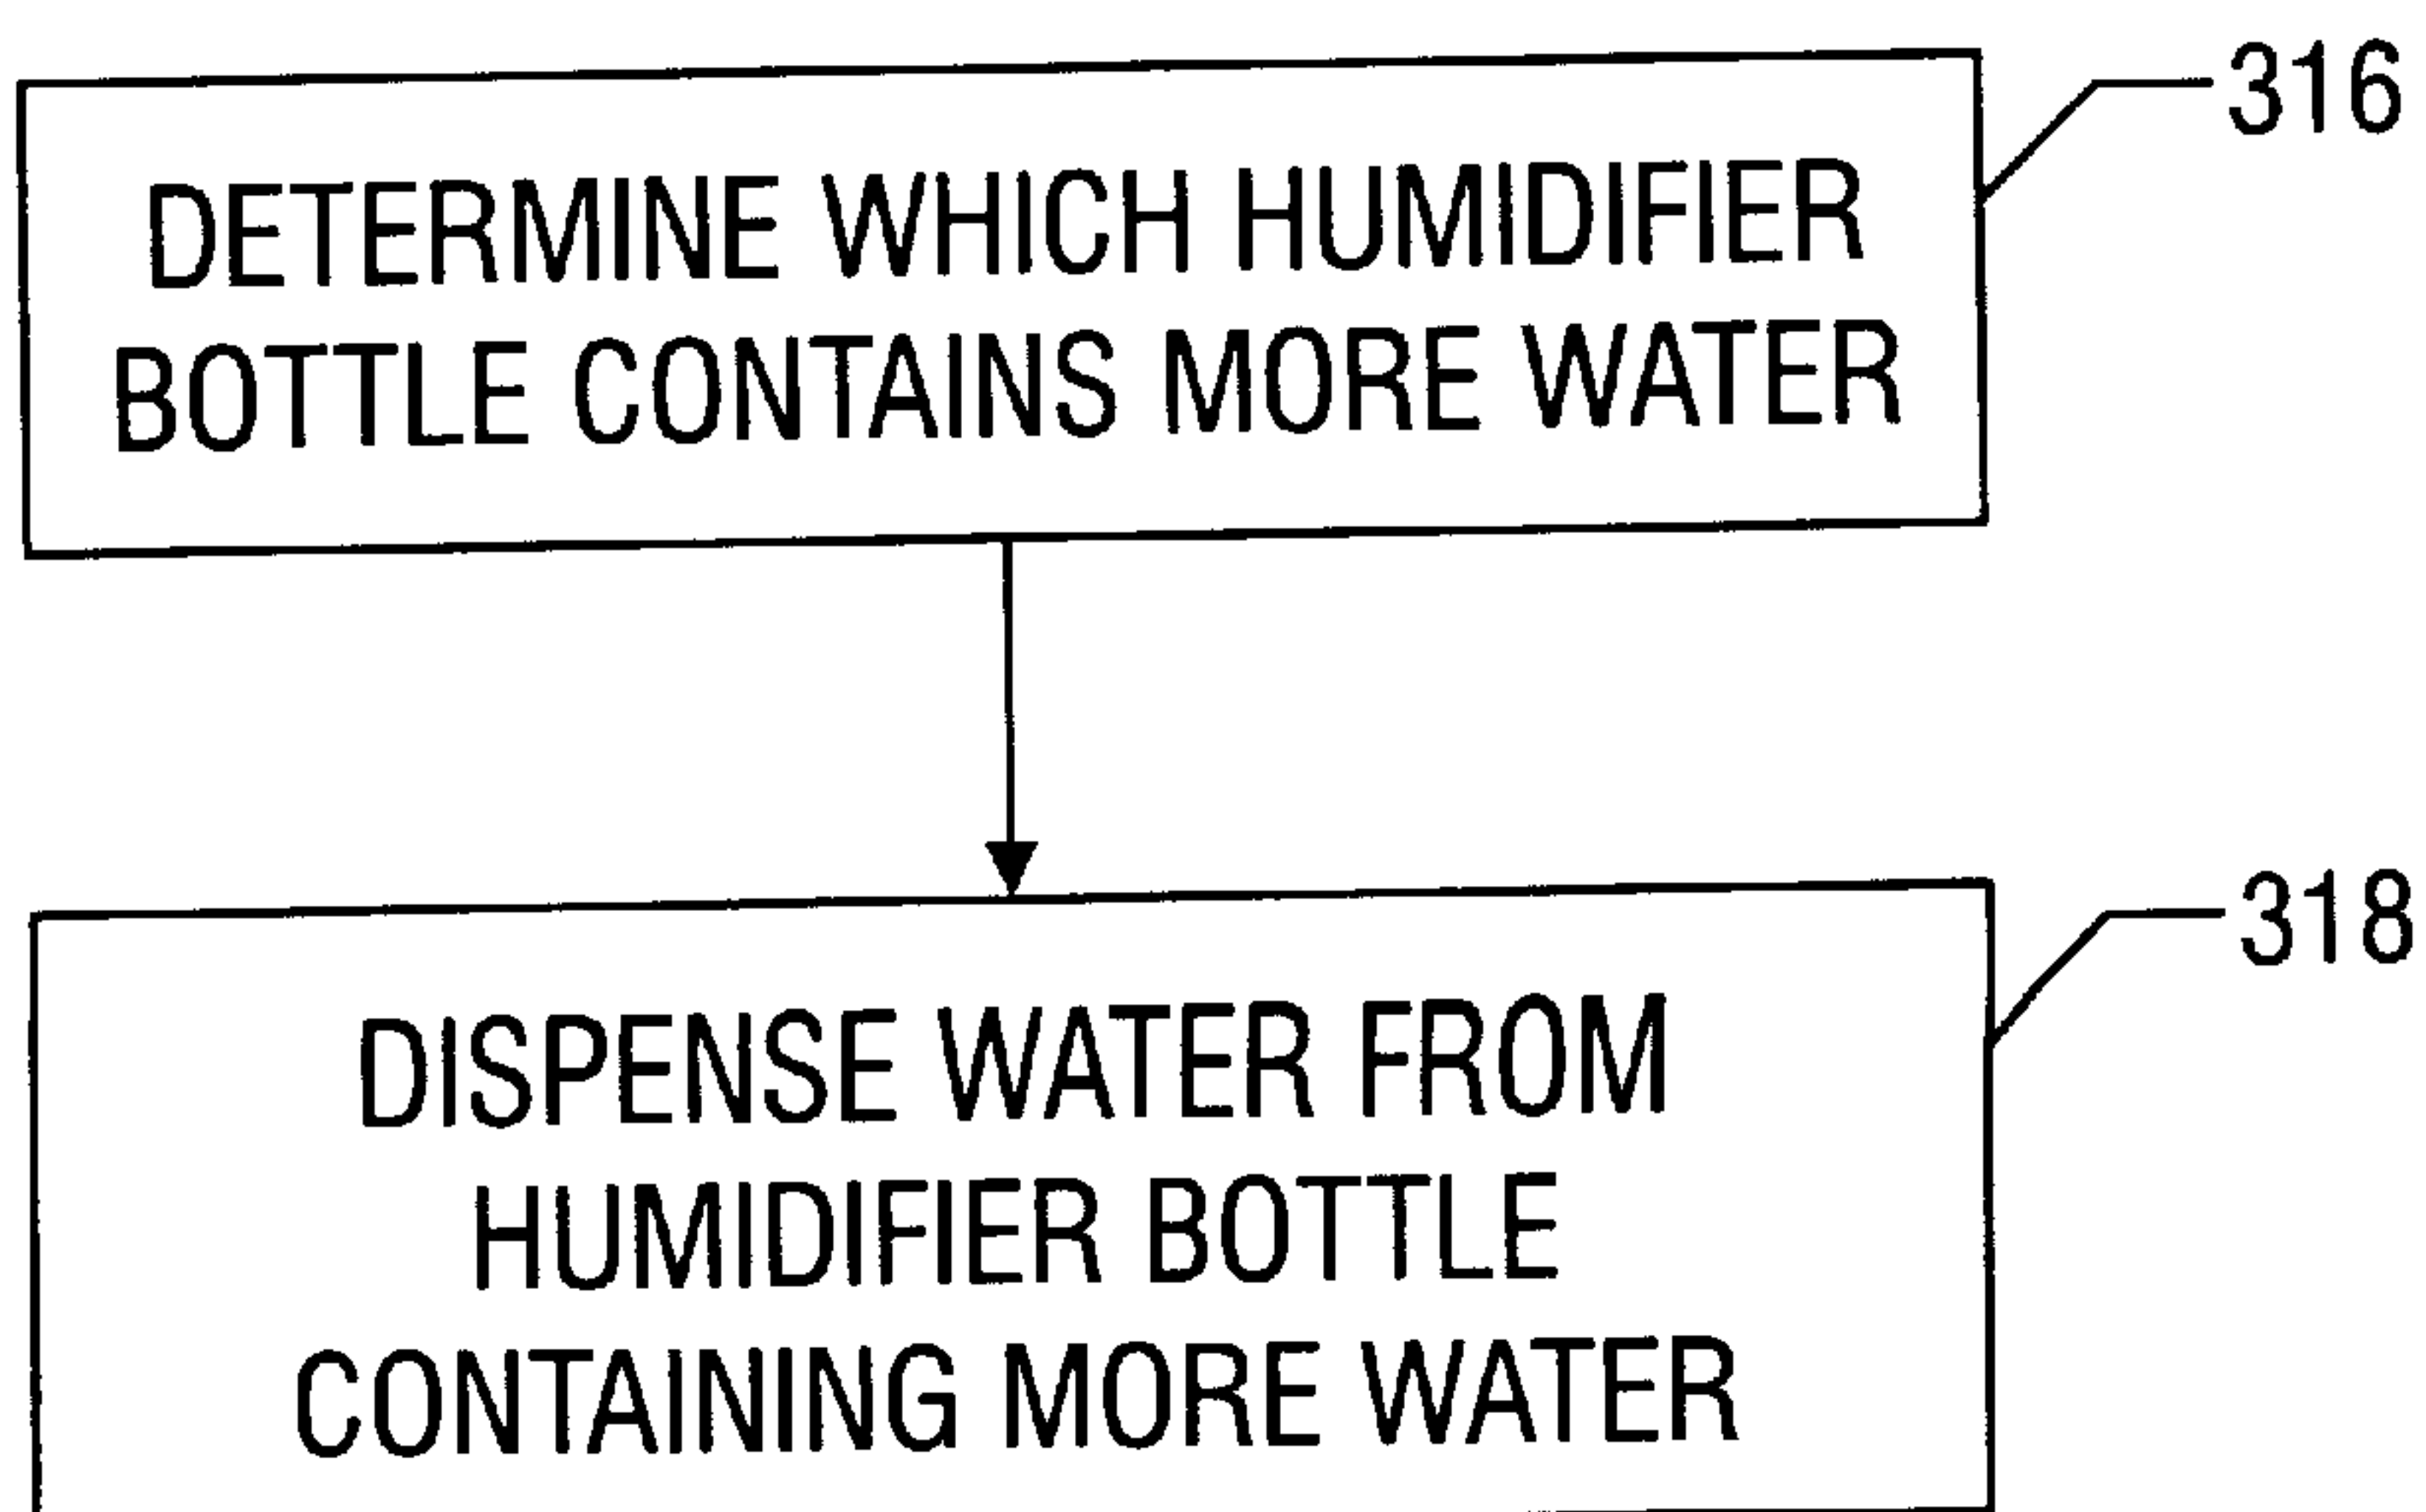 316
DETERMINE WHICH HUMIDIFIER
BOTTLE CONTAINS MORE WATER
318
DISPENSE WATER FROM
HUMIDIFIER BOTTLE
CONTAINING MORE WATER